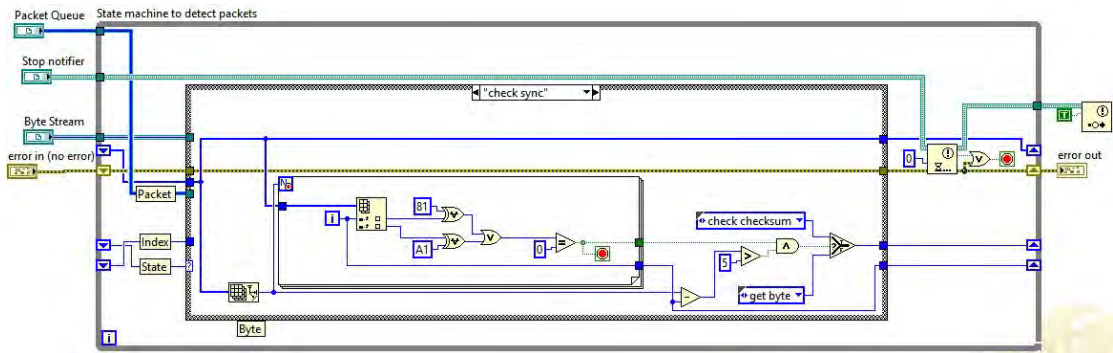 Packet Queue
State machine to detect packets
Stop notifier
"check sync"
Byte Stream
T
error in (no error)
0
error out
Packet
N
i
81
A1
0
check checksum
5
Index
State
get byte
Byte
i